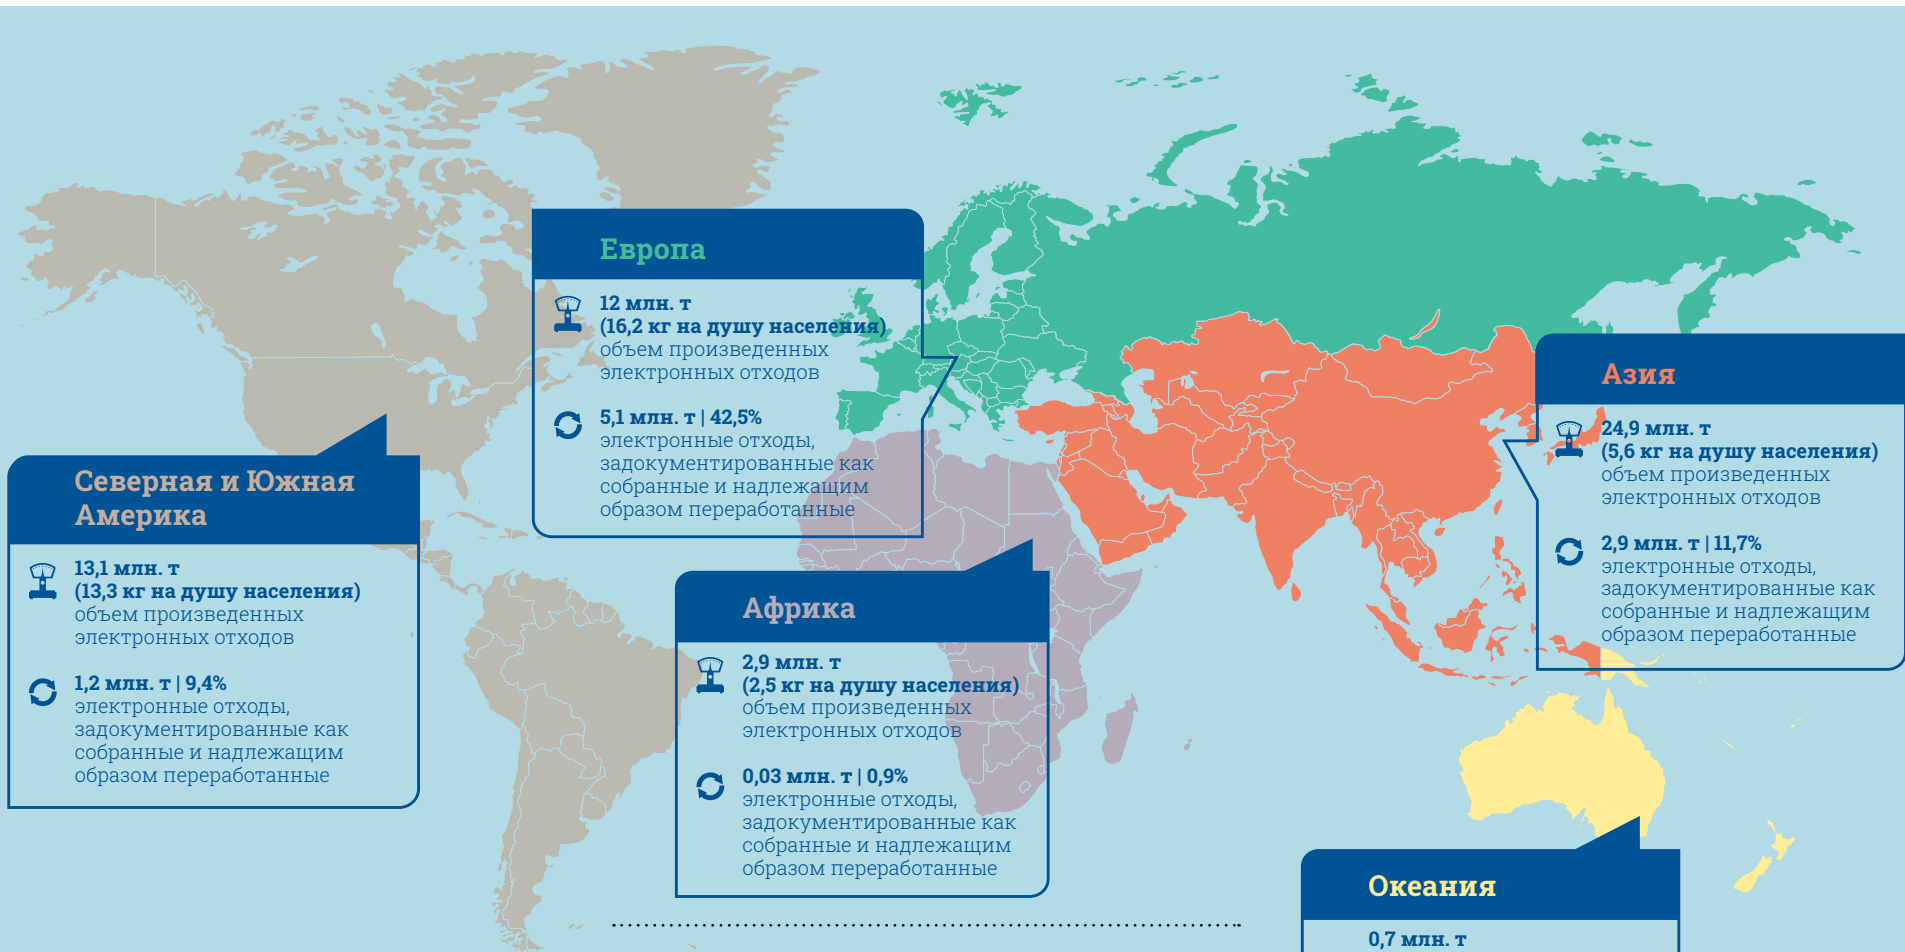 Европа
12 млн. т
(16,2 кг на душу населения)
объем произведенных
электронных отходов
5,1 млн. т | 42,5%
электронные отходы,
задокументированные как
собранные и надлежащим
образом переработанные
Азия
24,9 млн. т
(5,6 кг на душу населения)
объем произведенных
электронных отходов
2,9 млн. т | 11,7%
электронные отходы,
задокументированные как
собранные и надлежащим
образом переработанные
Северная и Южная
Америка
13,1 млн. т
(13,3 кг на душу населения)
объем произведенных
электронных отходов
1,2 млн. т | 9,4%
электронные отходы,
задокументированные как
собранные и надлежащим
образом переработанные
Африка
2,9 млн. т
(2,5 кг на душу населения)
объем произведенных
электронных отходов
0,03 млн. т | 0,9%
электронные отходы,
задокументированные как
собранные и надлежащим
образом переработанные
Океания
0,7 млн. т